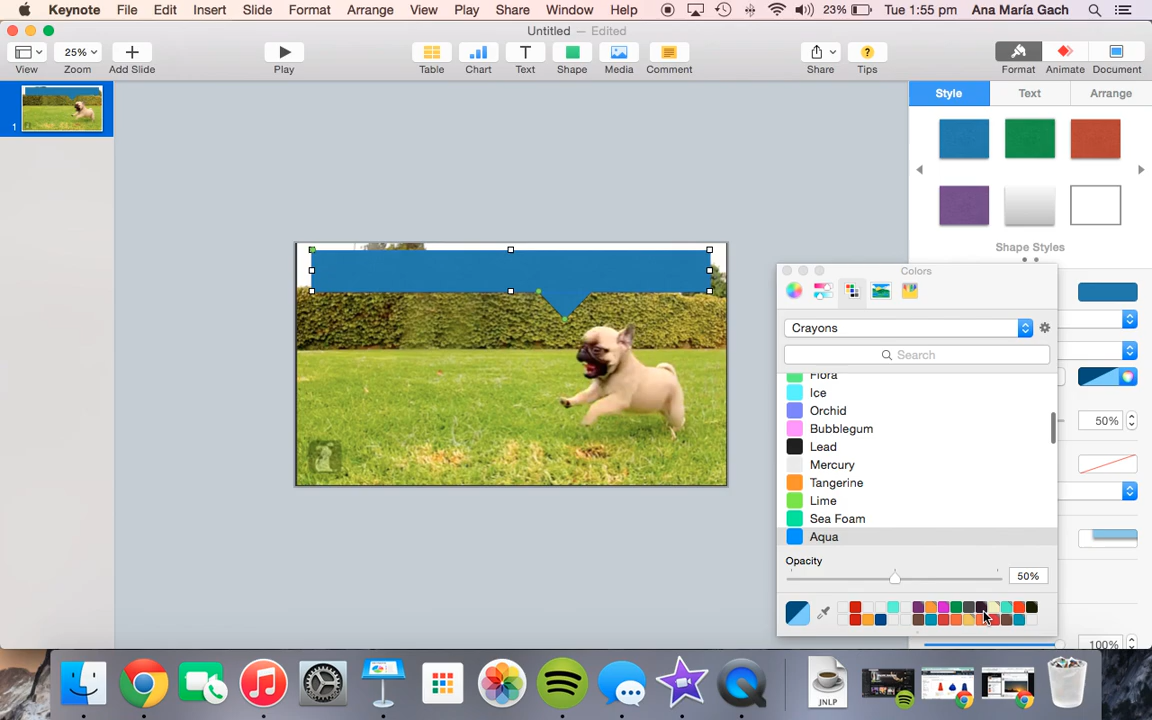 Keynote File Edit Insert Slide Format Arrange View Play Share Window Help 23% Tue 1:55 pm Ana María Gach
Untitled — Edited
25%
View Zoom Add Slide Play Table Chart Text Shape Media Comment Share Tips Format Animate Document
1
Style Text Arrange
Shape Styles
Colors
Crayons
Search
Flora
Ice
Orchid
Bubblegum
Lead
Mercury
Tangerine
Lime
Sea Foam
Aqua
50%
Opacity
50%
100%
JNLP